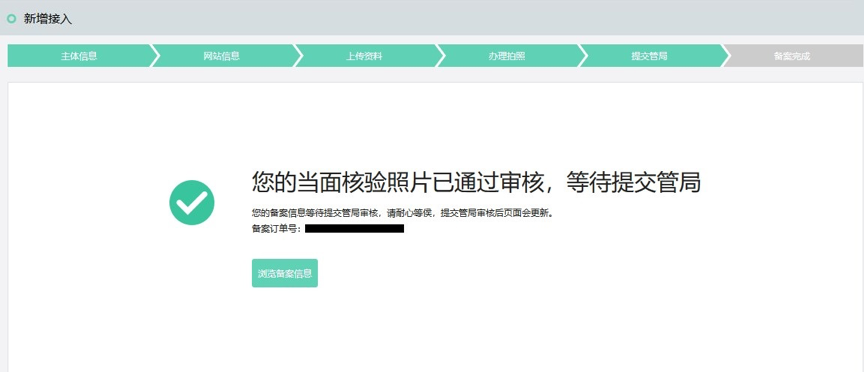 新增接入
主体信息
网站信息
上传资料
办理拍照
提交管局
备案完成
您的当面核验照片已通过审核，等待提交管局
您的备案信息等待提交管局审核，请耐心等侯，提交管局审核后页面会更新。
备案订单号：
浏览备案信息